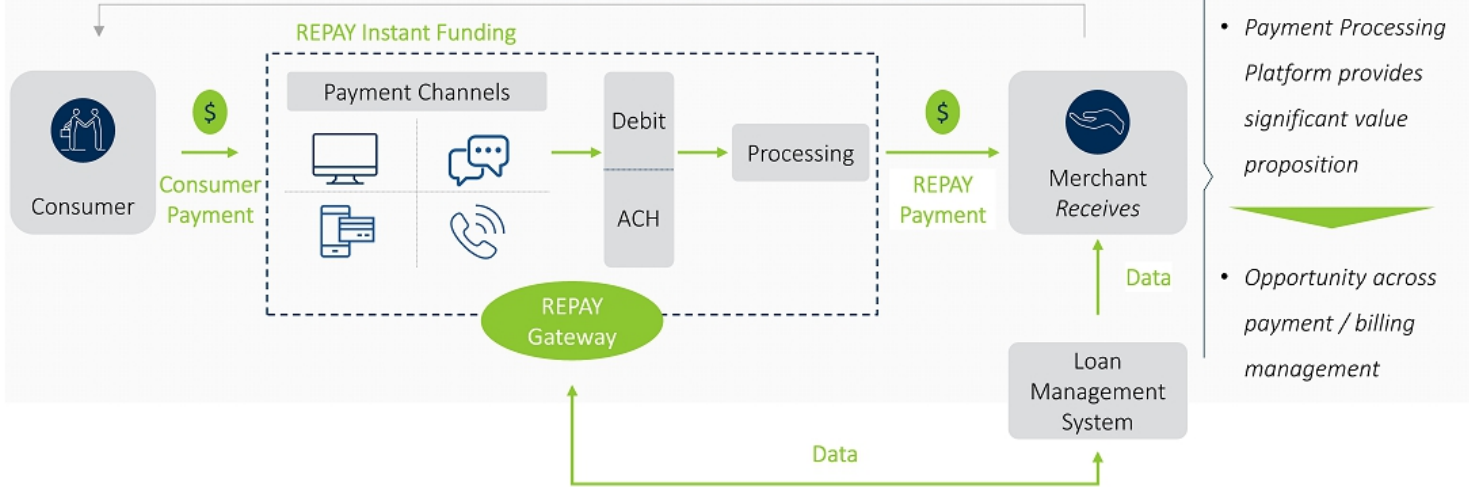 REPAY Instant Funding
Consumer
$
Consumer
Payment
Payment Channels
Debit
ACH
Processing
REPAY
Gateway
$
REPAY
Payment
Merchant
Receives
Data
Loan
Management
System
Data
• Payment Processing
Platform provides
significant value
proposition
• Opportunity across
payment / billing
management